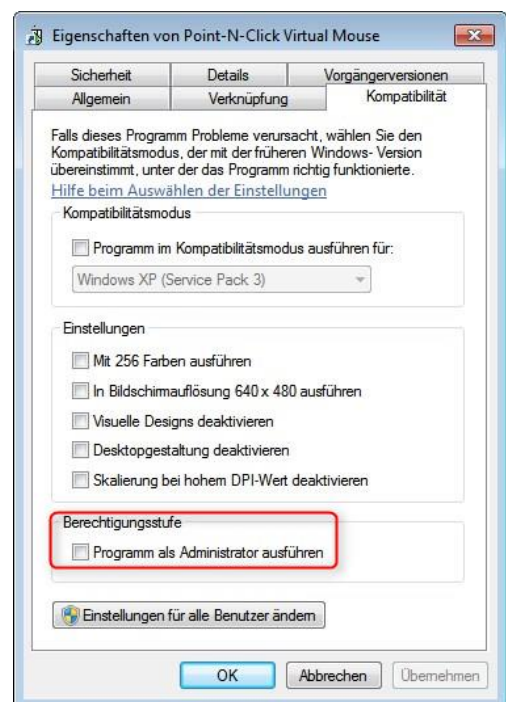 Eigenschaften von Point-N-Click Virtual Mouse
Sicherheit Details Vorgängerversionen
Allgemein Verknüpfung Kompatibilität
Falls dieses Programm Probleme verursacht, wählen Sie den
Kompatibilitätsmodus, der mit der früheren Windows- Version
übereinstimmt, unter der das Programm richtig funktionierte.
Hilfe beim Auswählen der Einstellungen
Kompatibilitätsmodus
Programm im Kompatibilitätsmodus ausführen für:
Windows XP (Service Pack 3)
Einstellungen
Mit 256 Farben ausführen
In Bildschirmauflösung 640 x 480 ausführen
Visuelle Designs deaktivieren
Desktopgestaltung deaktivieren
Skalierung bei hohem DPI-Wert deaktivieren
Berechtigungsstufe
Programm als Administrator ausführen
Einstellungen für alle Benutzer ändern
OK Abbrechen Übernehmen